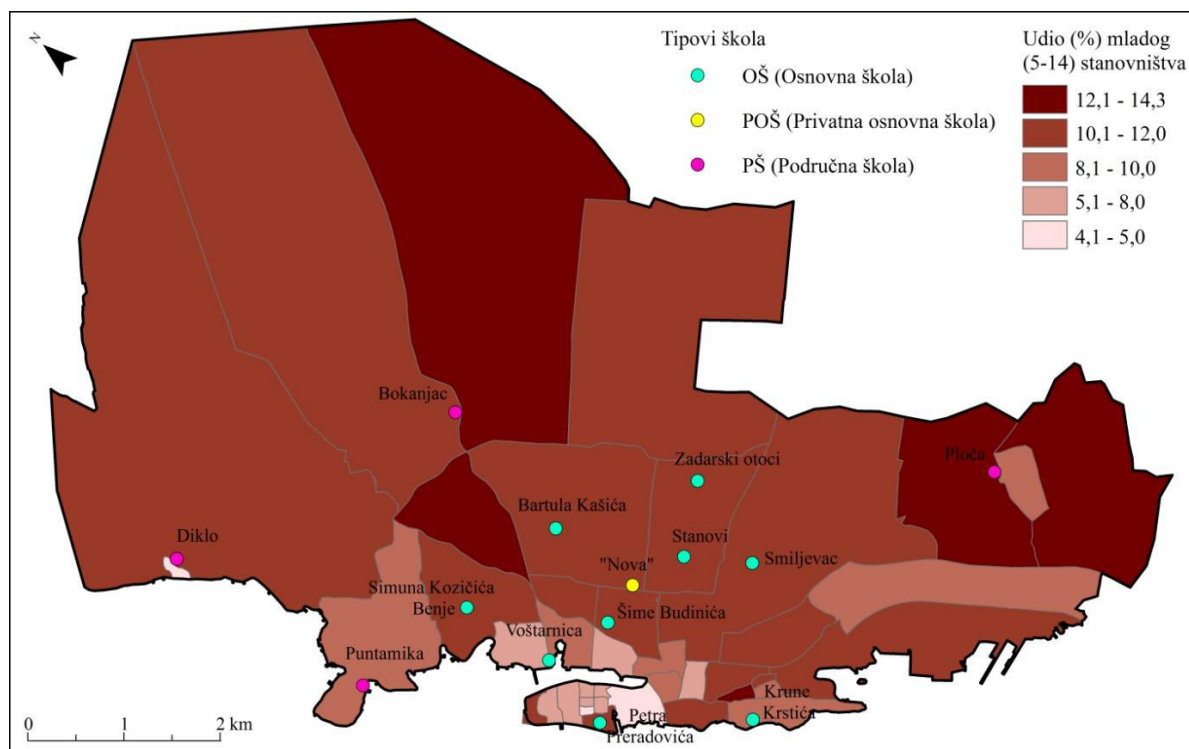 N
Tipovi škola
OŠ (Osnovna škola)
POŠ (Privatna osnovna škola)
PŠ (Područna škola)
Udio (%) mladog
(5-14) stanovništva
12,1 - 14,3
10,1 - 12,0
8,1 - 10,0
5,1 - 8,0
4,1 - 5,0
Bokanjac
Zadarski otoci
Ploča
Bartula Kašića
Diklo
Stanovi
"Nova"
Smiljevac
Simuna Kozičića
Benje
Šime Budinića
Voštarnica
Puntamika
Krune
Krstića
Petra
Preradovića
0 1 2 km